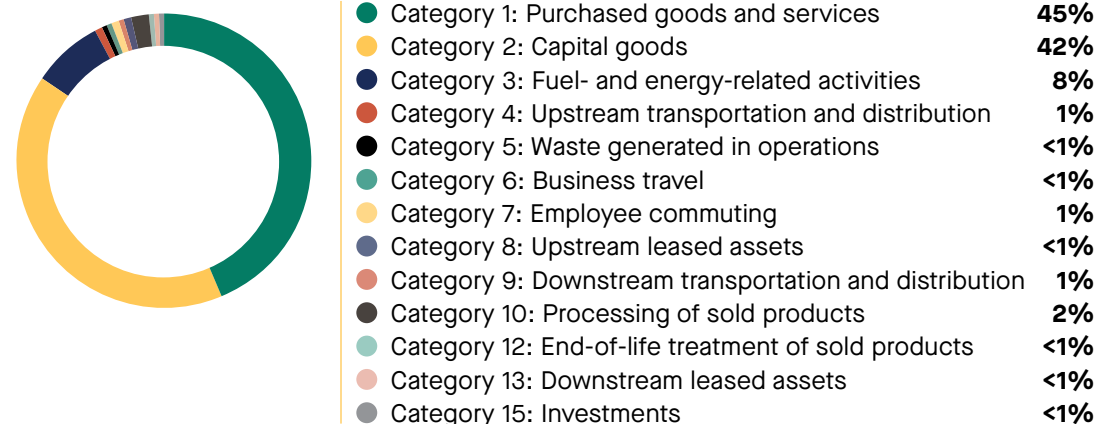 Category 1: Purchased goods and services 45%
Category 2: Capital goods 42%
Category 3: Fuel- and energy-related activities 8%
Category 4: Upstream transportation and distribution 1%
Category 5: Waste generated in operations <1%
Category 6: Business travel <1%
Category 7: Employee commuting 1%
Category 8: Upstream leased assets <1%
Category 9: Downstream transportation and distribution 1%
Category 10: Processing of sold products 2%
Category 12: End-of-life treatment of sold products <1%
Category 13: Downstream leased assets <1%
Category 15: Investments <1%